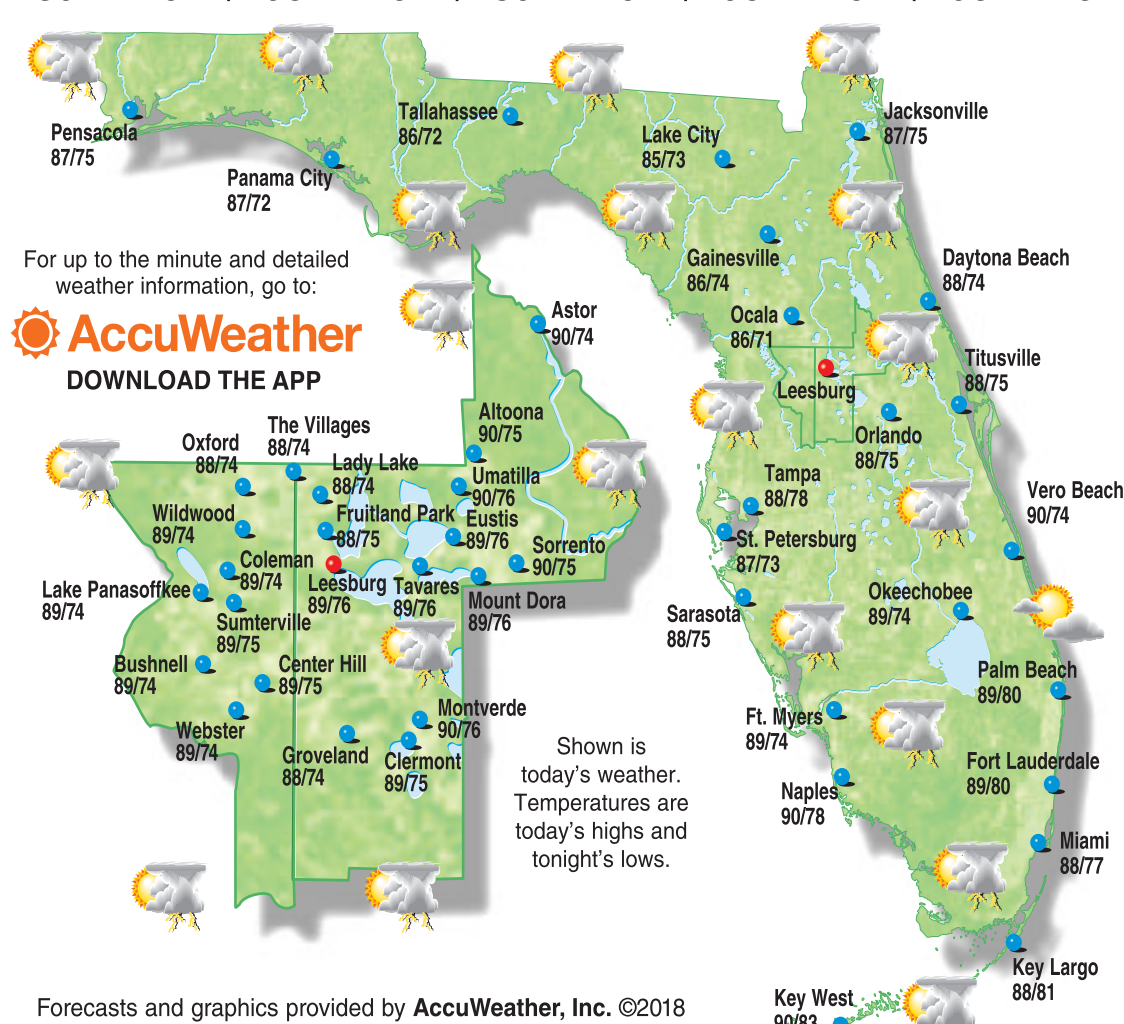 Pensacola
87/75
Panama City
87/72
Tallahassee
86/72
Lake City
85/73
Jacksonville
87/75
Gainesville
86/74
Daytona Beach
88/74
Ocala
86/71
Titusville
88/75
Leesburg
Orlando
88/75
Tampa
88/78
St. Petersburg
87/73
Vero Beach
90/74
Sarasota
88/75
Okeechobee
89/74
Palm Beach
89/80
Ft. Myers
89/74
Fort Lauderdale
89/80
Naples
90/78
Miami
88/77
Key Largo
88/81
Key West
90/83
For up to the minute and detailed
weather information, go to:
AccuWeather
DOWNLOAD THE APP
Astor
90/74
Altoona
90/75
The Villages
88/74
Oxford
88/74
Lady Lake
88/74
Umatilla
90/76
Wildwood
89/74
Fruitland Park
88/75
Eustis
89/76
Sorrento
90/75
Coleman
89/74
Leesburg
89/76
Tavares
89/76
Mount Dora
89/76
Lake Panasoffkee
89/74
Sumterville
89/75
Bushnell
89/74
Center Hill
89/75
Webster
89/74
Montverde
90/76
Groveland
88/74
Clermont
89/75
Shown is
today's weather.
Temperatures are
today's highs and
tonight's lows.
Forecasts and graphics provided by AccuWeather, Inc. ©2018